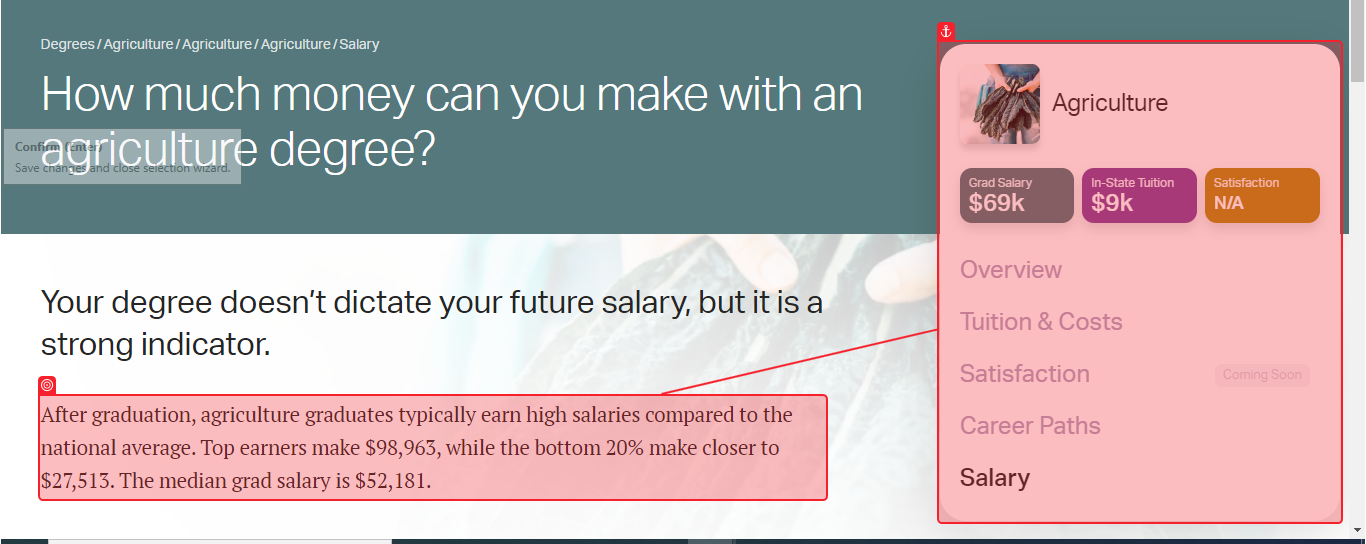 Degrees / Agriculture / Agriculture / Agriculture / Salary
How much money can you make with an
agriculture degree?
Confirm (Enter)
Save changes and close selection wizard.
Your degree doesn’t dictate your future salary, but it is a
strong indicator.
After graduation, agriculture graduates typically earn high salaries compared to the
national average. Top earners make $98,963, while the bottom 20% make closer to
$27,513. The median grad salary is $52,181.
Agriculture
Grad Salary
$69k
In-State Tuition
$9k
Satisfaction
N/A
Overview
Tuition & Costs
Satisfaction
Coming Soon
Career Paths
Salary